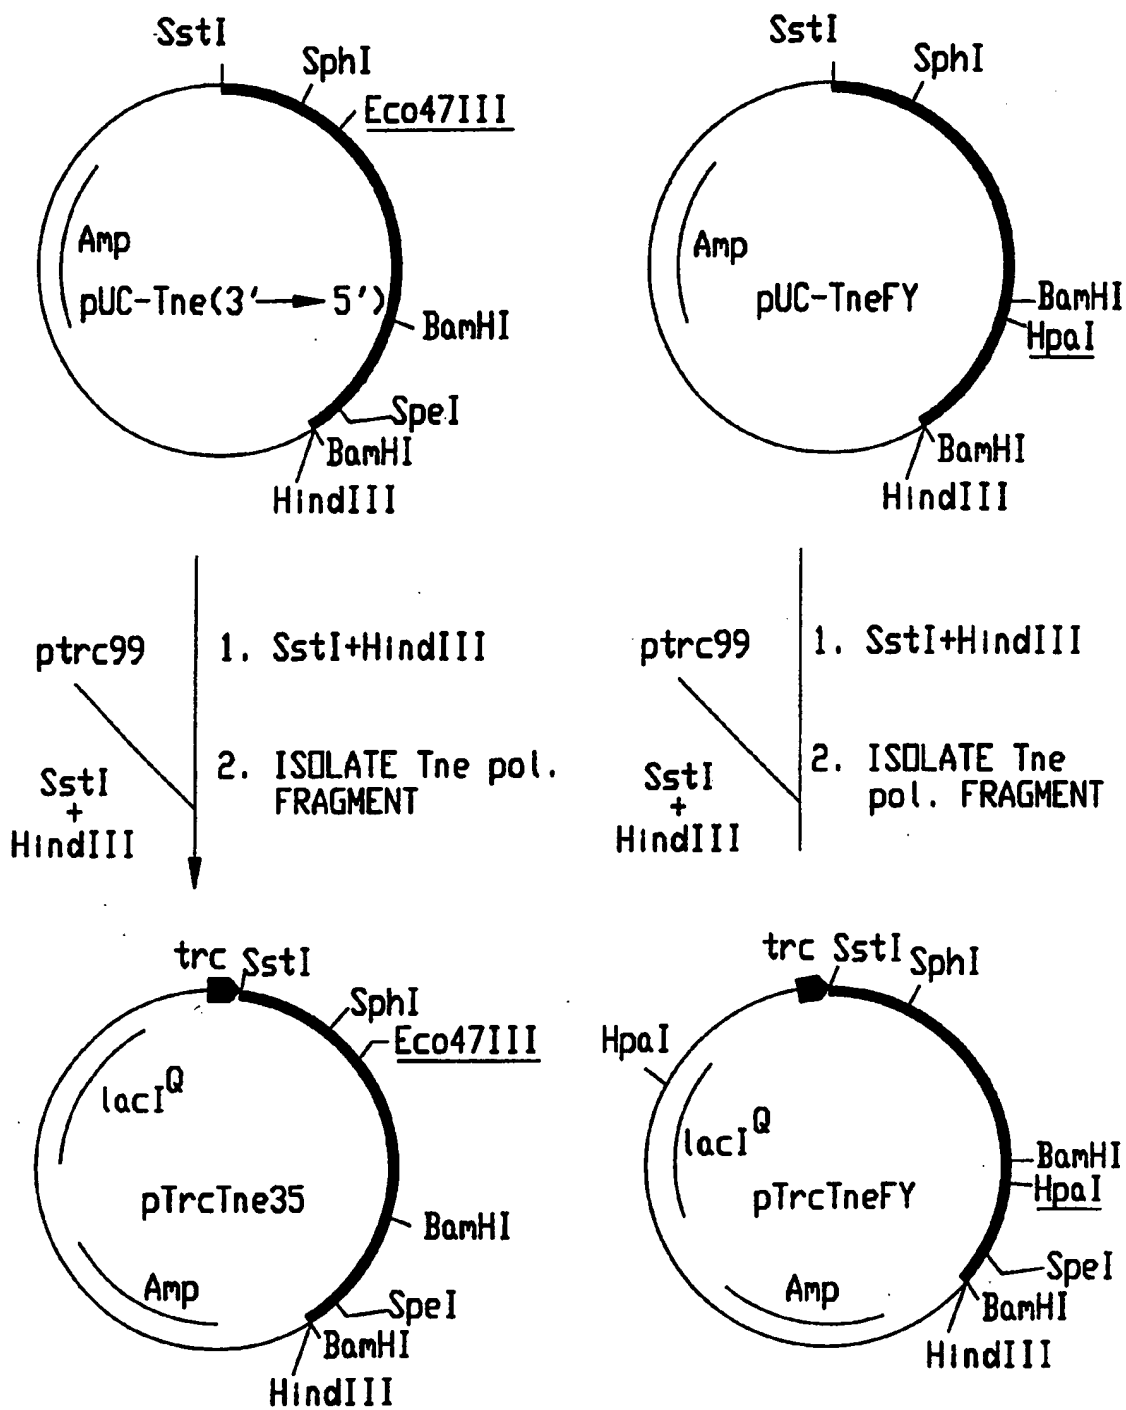 SstI
SphI
Eco47III
Amp
pUC-Tne(3'→5')
BamHI
SpeI
BamHI
HindIII
SstI
SphI
Amp
pUC-TneFY
BamHI
HpaI
BamHI
HindIII
ptrc99
1. SstI+HindIII
2. ISOLATE Tne pol.
FRAGMENT
SstI
+
HindIII
ptrc99
1. SstI+HindIII
2. ISOLATE Tne
pol. FRAGMENT
SstI
+
HindIII
trc
SstI
SphI
Eco47III
lacI^Q
pTrcTne35
BamHI
Amp
SpeI
BamHI
HindIII
trc
SstI
SphI
HpaI
lacI^Q
pTrcTneFY
BamHI
HpaI
Amp
SpeI
BamHI
HindIII